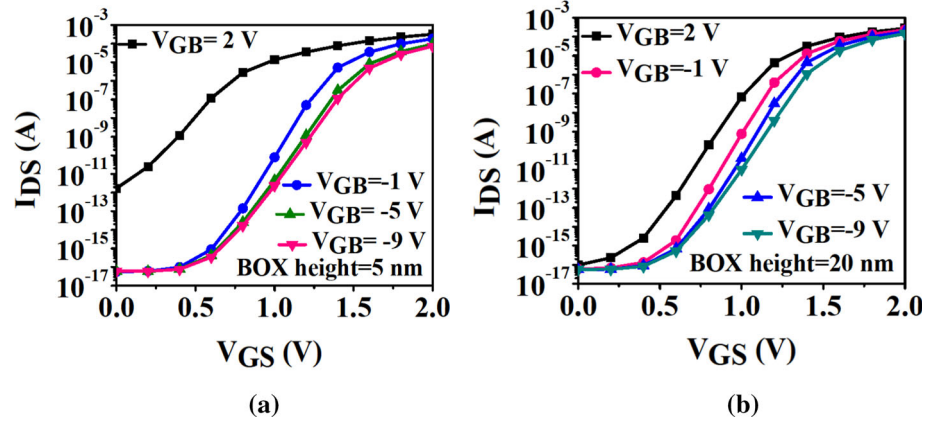 10⁻³
10⁻⁵
10⁻⁷
10⁻⁹
10⁻¹¹
10⁻¹³
10⁻¹⁵
10⁻¹⁷
I_DS (A)
V_GB= 2 V
V_GB=-1 V
V_GB= -5 V
V_GB= -9 V
BOX height=5 nm
0.0 0.5 1.0 1.5 2.0
V_GS (V)
(a)
10⁻³
10⁻⁵
10⁻⁷
10⁻⁹
10⁻¹¹
10⁻¹³
10⁻¹⁵
10⁻¹⁷
I_DS (A)
V_GB=2 V
V_GB=-1 V
V_GB=-5 V
V_GB=-9 V
BOX height=20 nm
0.0 0.5 1.0 1.5 2.0
V_GS (V)
(b)